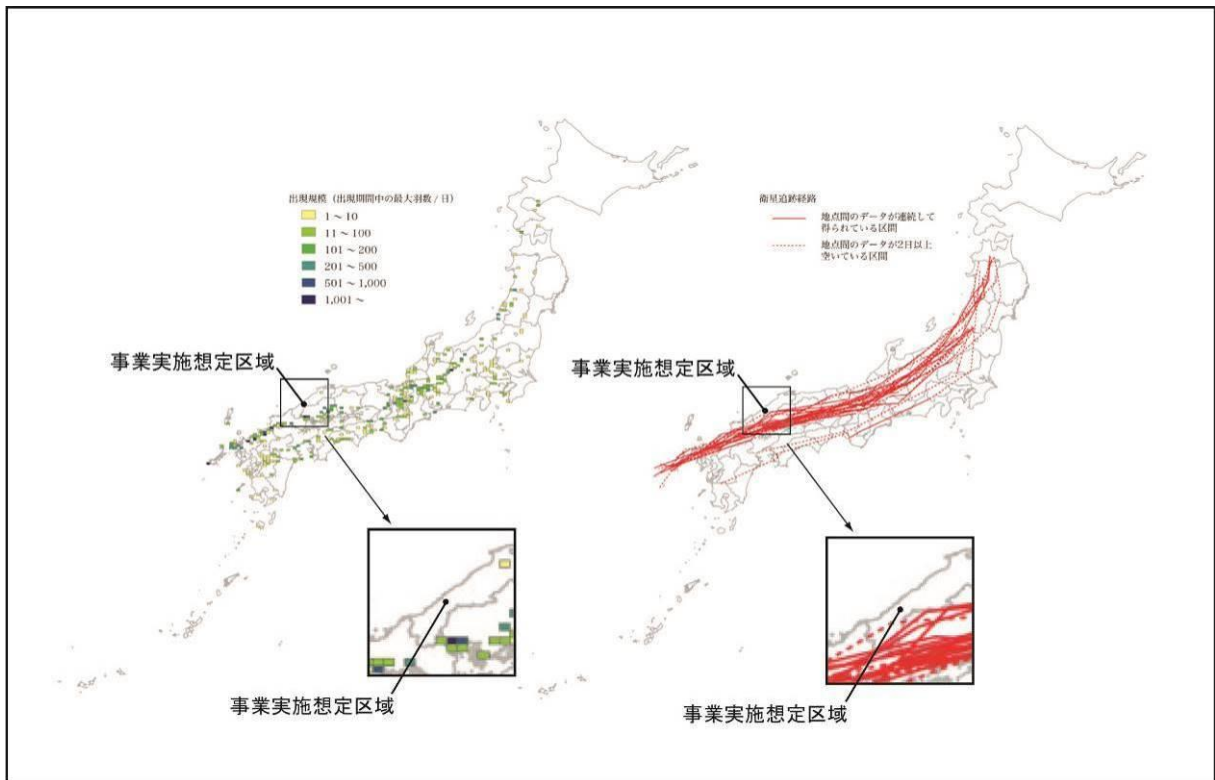 出現規模（出現期間中の最大羽数 / 日）
1 ～ 10
11 ～ 100
101 ～ 200
201 ～ 500
501 ～ 1,000
1,001 ～
事業実施想定区域
事業実施想定区域
衛星追跡経路
地点間のデータが連続して
得られている区間
地点間のデータが2日以上
空いている区間
事業実施想定区域
事業実施想定区域